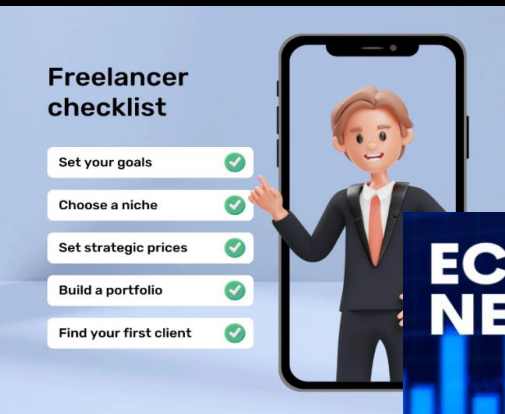 Freelancer
checklist
Set your goals
Choose a niche
Set strategic prices
Build a portfolio
Find your first client